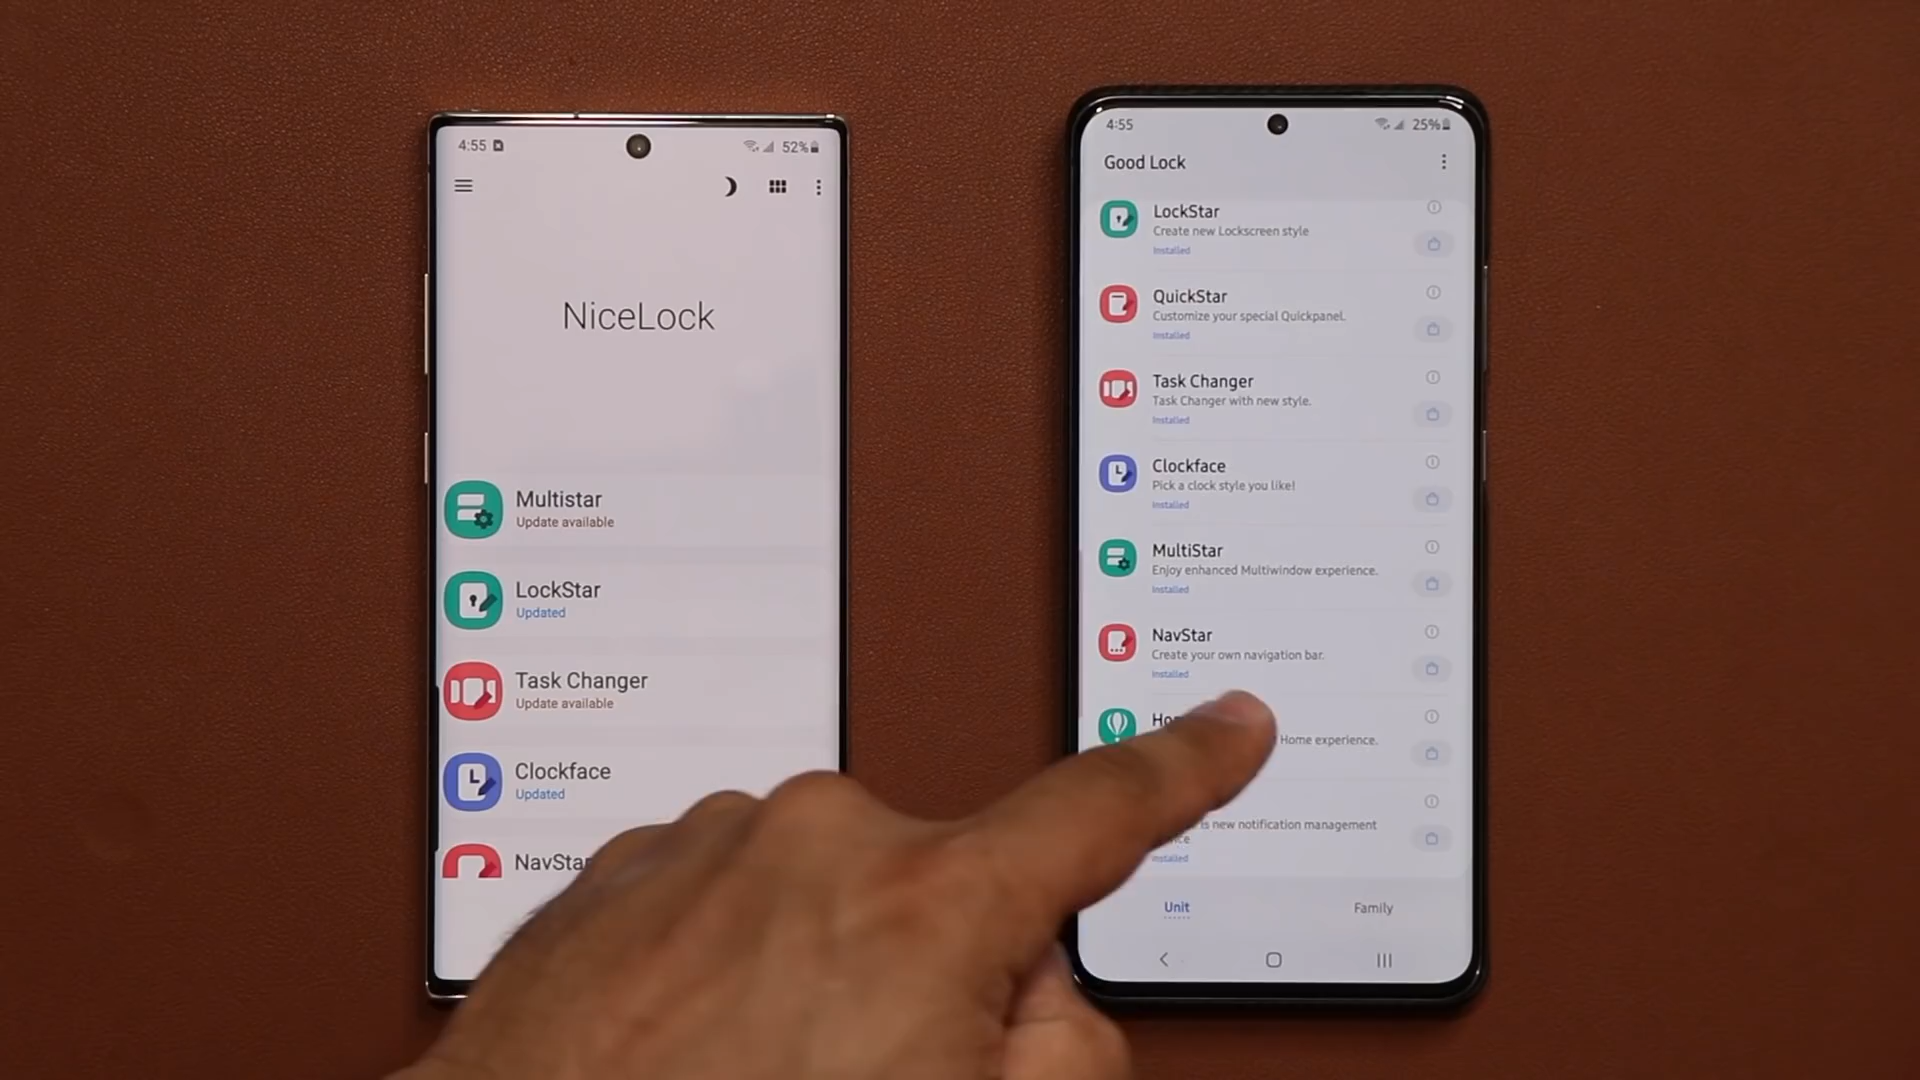 4:55
52%
NiceLock
Multistar
Update available
LockStar
Updated
Task Changer
Update available
Clockface
Updated
NavStar
4:55
25%
Good Lock
LockStar
Create new Lockscreen style
Installed
QuickStar
Customize your special Quickpanel.
Installed
Task Changer
Task Changer with new style.
Installed
Clockface
Pick a clock style you like!
Installed
MultiStar
Enjoy enhanced Multiwindow experience.
Installed
NavStar
Create your own navigation bar.
Installed
Home experience.
is new notification management
Installed
Unit
Family